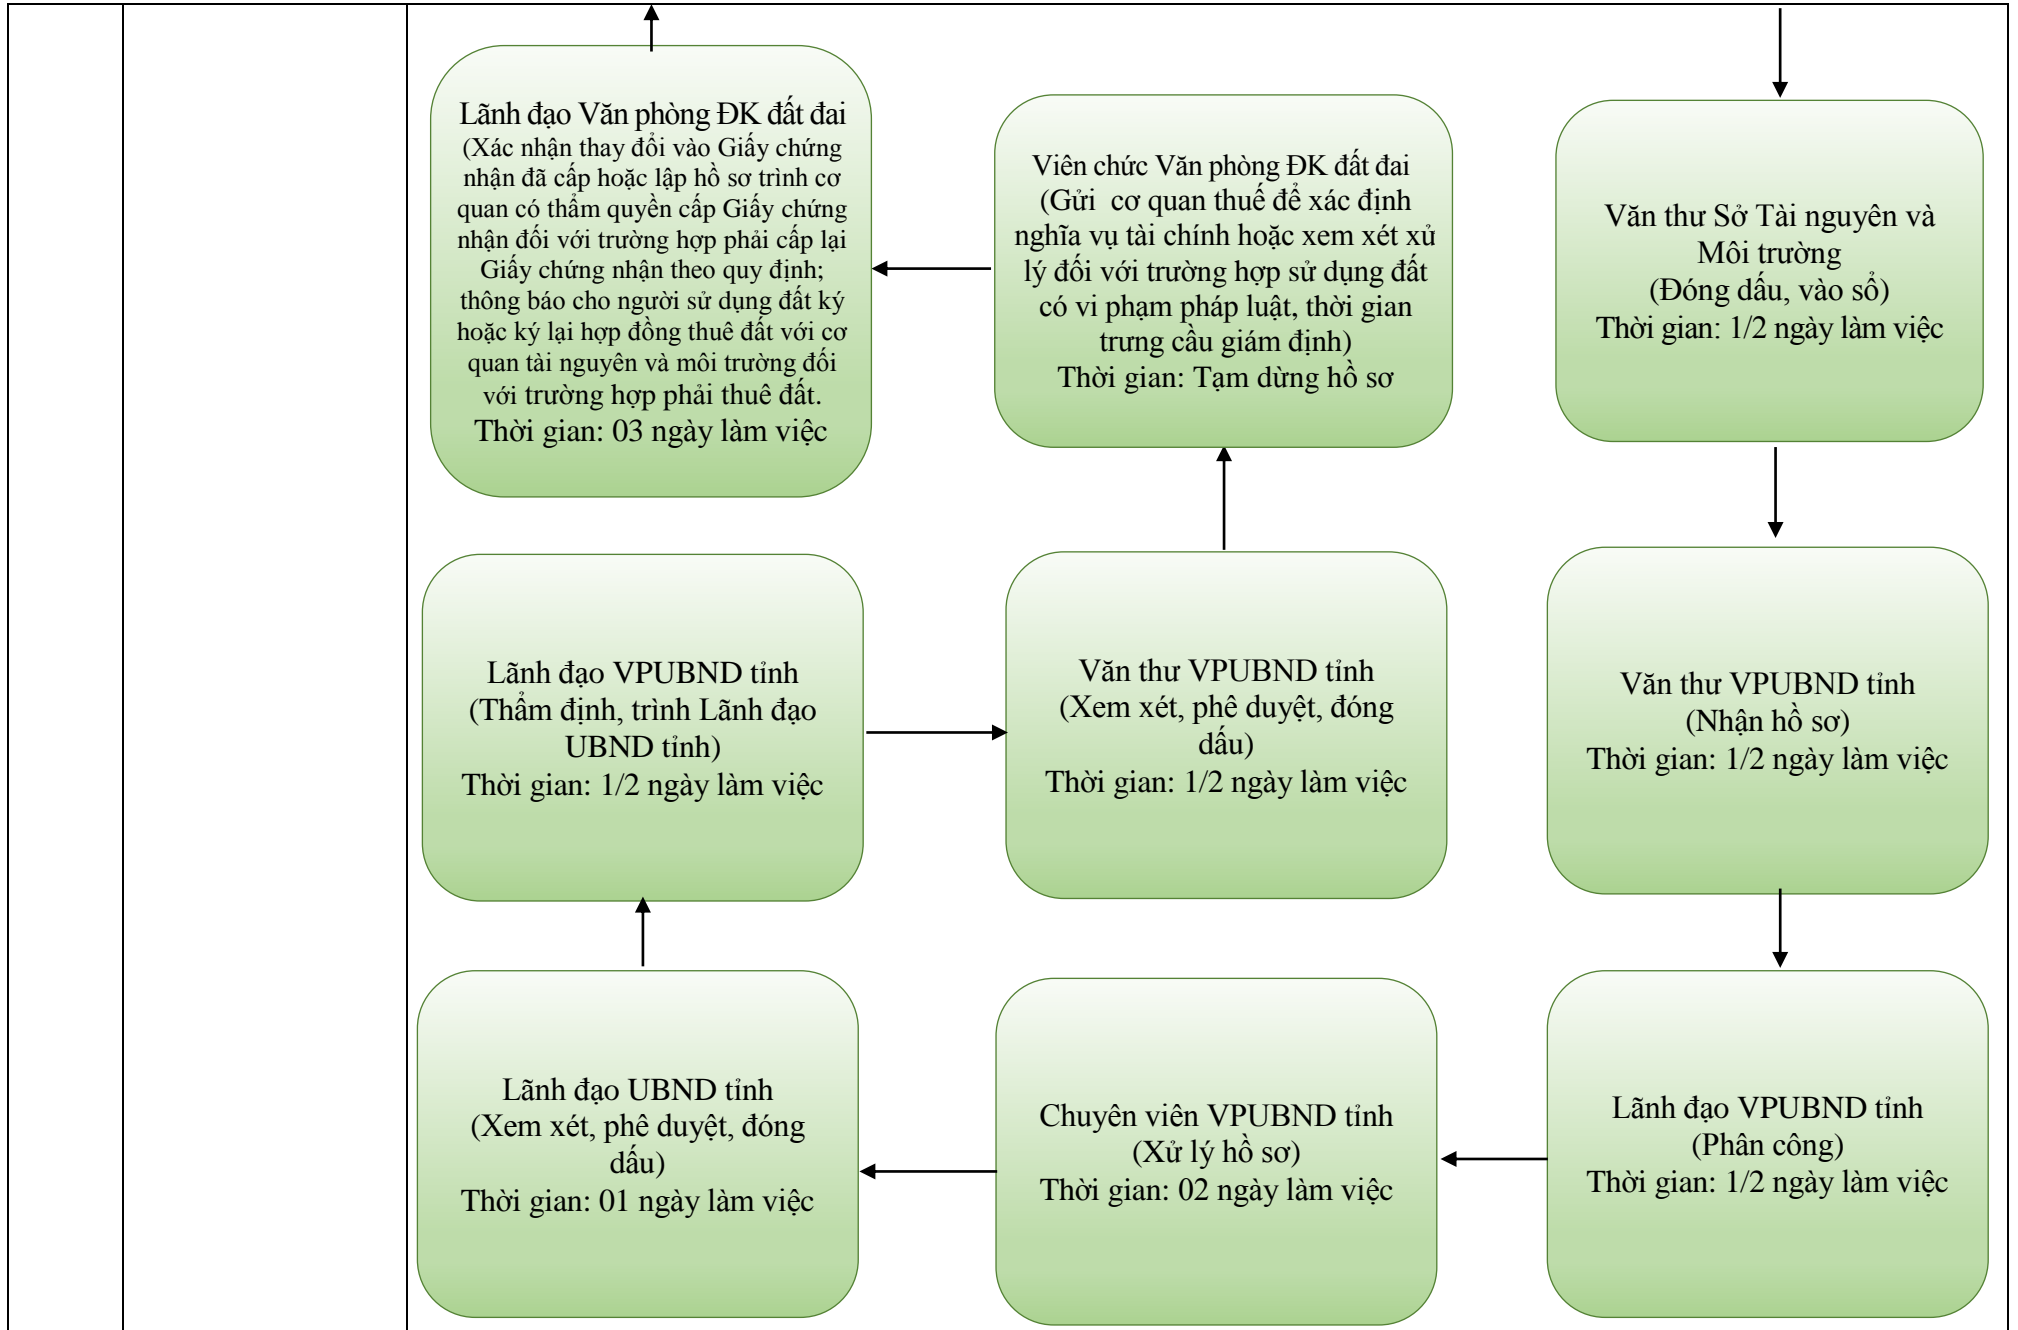 Lãnh đạo Văn phòng ĐK đất đai
(Xác nhận thay đổi vào Giấy chứng
nhận đã cấp hoặc lập hồ sơ trình cơ
quan có thẩm quyền cấp Giấy chứng
nhận đối với trường hợp phải cấp lại
Giấy chứng nhận theo quy định;
thông báo cho người sử dụng đất ký
hoặc ký lại hợp đồng thuê đất với cơ
quan tài nguyên và môi trường đối
với trường hợp phải thuê đất.
Thời gian: 03 ngày làm việc
Viên chức Văn phòng ĐK đất đai
(Gửi cơ quan thuế để xác định
nghĩa vụ tài chính hoặc xem xét xử
lý đối với trường hợp sử dụng đất
có vi phạm pháp luật, thời gian
trưng cầu giám định)
Thời gian: Tạm dừng hồ sơ
Văn thư Sở Tài nguyên và
Môi trường
(Đóng dấu, vào sổ)
Thời gian: 1/2 ngày làm việc
Lãnh đạo VPUBND tỉnh
(Thẩm định, trình Lãnh đạo
UBND tỉnh)
Thời gian: 1/2 ngày làm việc
Văn thư VPUBND tỉnh
(Xem xét, phê duyệt, đóng
dấu)
Thời gian: 1/2 ngày làm việc
Văn thư VPUBND tỉnh
(Nhận hồ sơ)
Thời gian: 1/2 ngày làm việc
Lãnh đạo UBND tỉnh
(Xem xét, phê duyệt, đóng
dấu)
Thời gian: 01 ngày làm việc
Chuyên viên VPUBND tỉnh
(Xử lý hồ sơ)
Thời gian: 02 ngày làm việc
Lãnh đạo VPUBND tỉnh
(Phân công)
Thời gian: 1/2 ngày làm việc